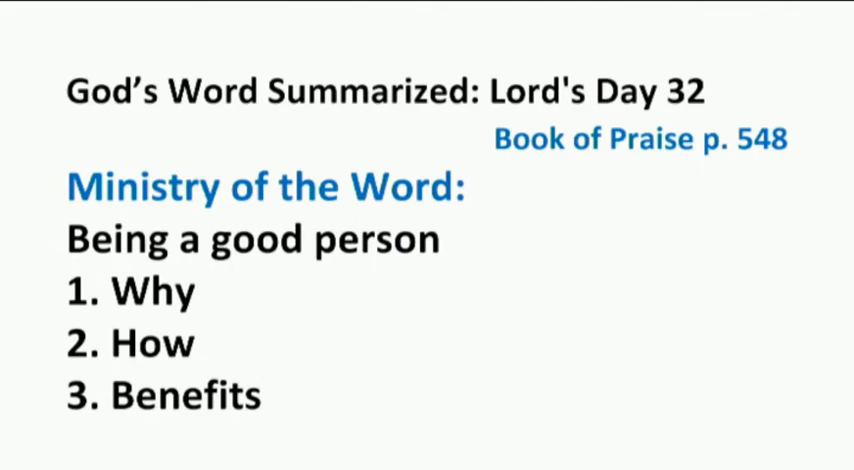 God’s Word Summarized: Lord's Day 32
Book of Praise p. 548
Ministry of the Word:
Being a good person
1. Why
2. How
3. Benefits